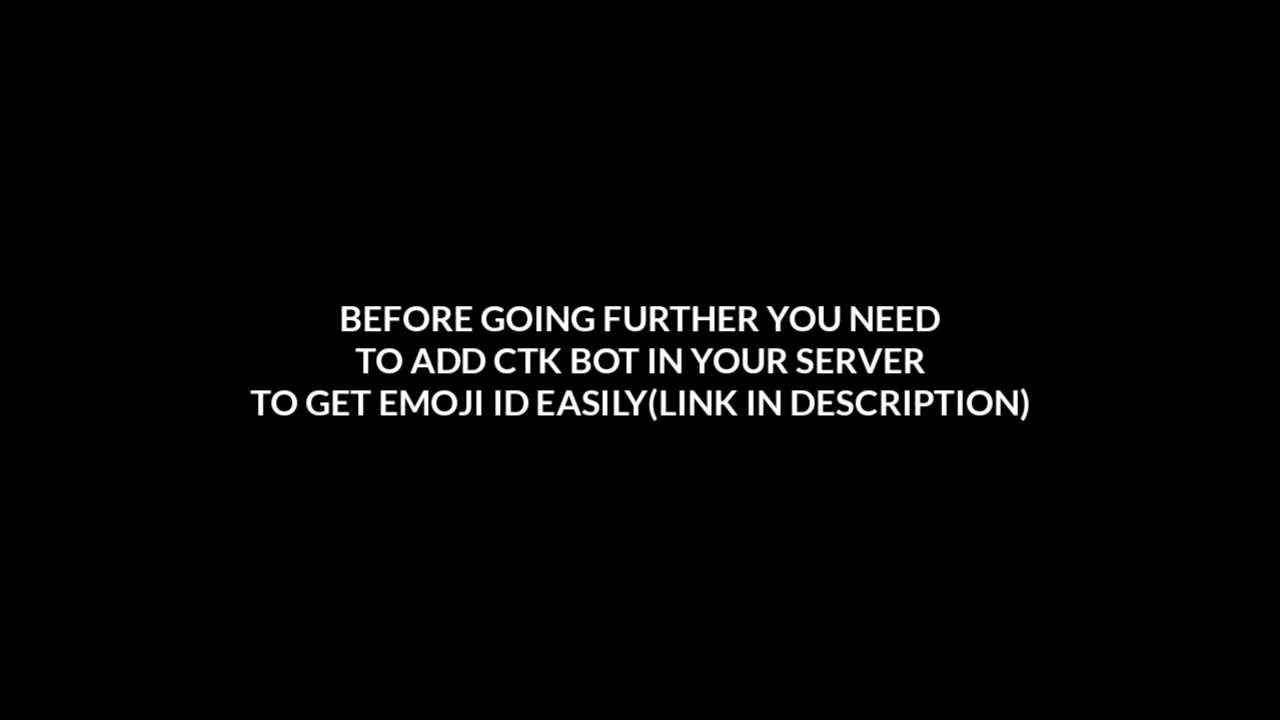 BEFORE GOING FURTHER YOU NEED
TO ADD CTK BOT IN YOUR SERVER
TO GET EMOJI ID EASILY(LINK IN DESCRIPTION)